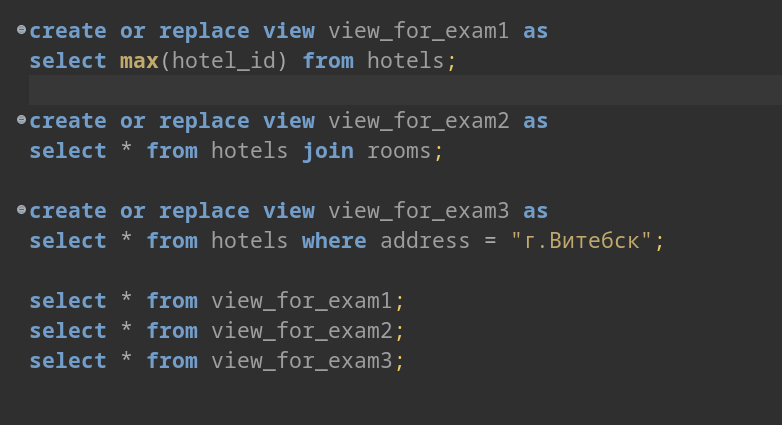 create or replace view view_for_exam1 as
select max(hotel_id) from hotels;
create or replace view view_for_exam2 as
select * from hotels join rooms;
create or replace view view_for_exam3 as
select * from hotels where address = "г.Витебск";
select * from view_for_exam1;
select * from view_for_exam2;
select * from view_for_exam3;